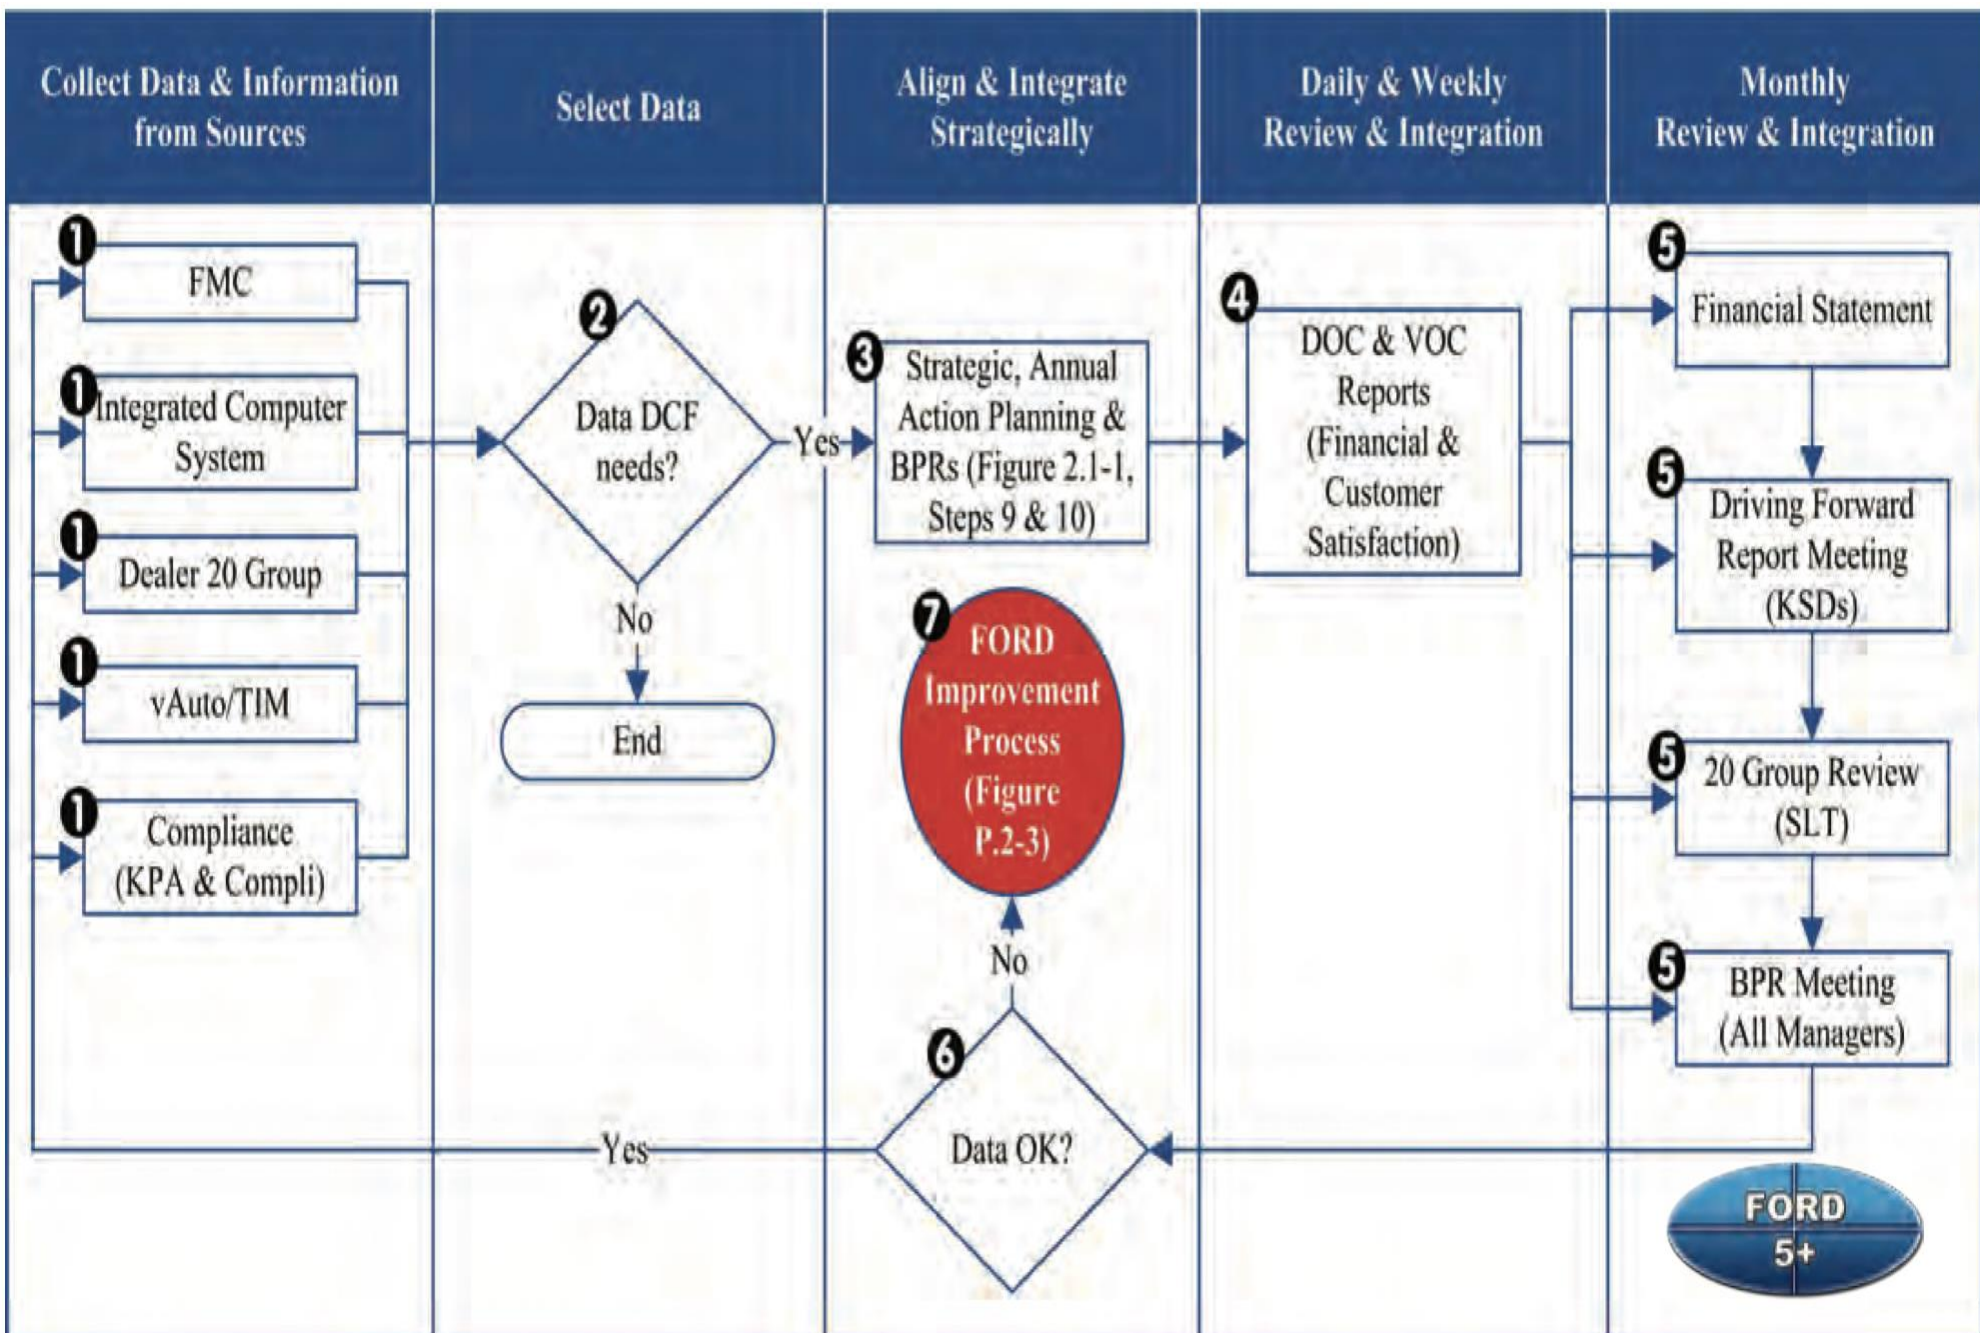 Collect Data & Information
from Sources
Select Data
Align & Integrate
Strategically
Daily & Weekly
Review & Integration
Monthly
Review & Integration
1
FMC
1
Integrated Computer
System
1
Dealer 20 Group
1
vAuto/TIM
1
Compliance
(KPA & Compli)
2
Data DCF
needs?
Yes
No
End
3
Strategic, Annual
Action Planning &
BPRs (Figure 2.1-1,
Steps 9 & 10)
4
DOC & VOC
Reports
(Financial &
Customer
Satisfaction)
5
Financial Statement
5
Driving Forward
Report Meeting
(KSDs)
5
20 Group Review
(SLT)
5
BPR Meeting
(All Managers)
6
Data OK?
Yes
No
7
FORD
Improvement
Process
(Figure
P.2-3)
FORD
5+